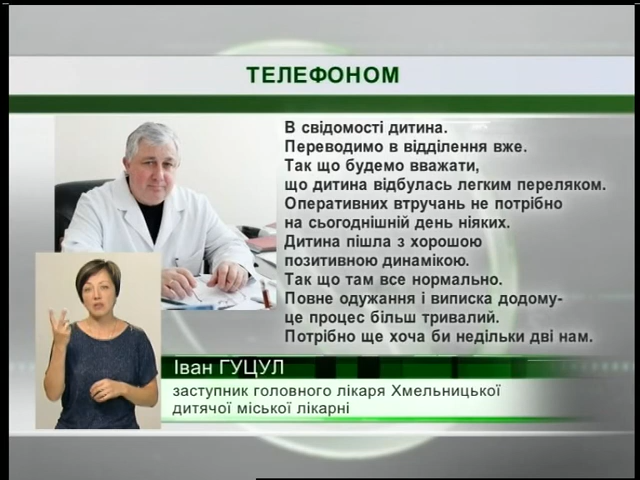 ТЕЛЕФОНОМ
В свідомості дитина.
Переводимо в відділення вже.
Так що будемо вважати,
що дитина відбулась легким переляком.
Оперативних втручань не потрібно
на сьогоднішній день ніяких.
Дитина пішла з хорошою
позитивною динамікою.
Так що там все нормально.
Повне одужання і виписка додому-
це процес більш тривалий.
Потрібно ще хоча би недільки дві нам.
Іван ГУЦУЛ
заступник головного лікаря Хмельницької
дитячої міської лікарні